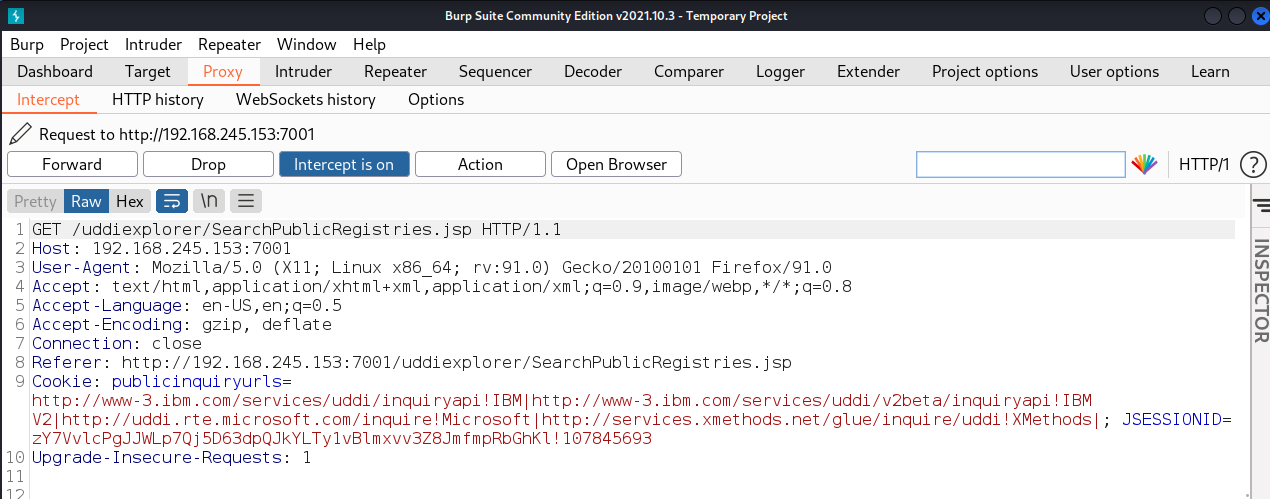 Burp Suite Community Edition v2021.10.3 - Temporary Project
Burp Project Intruder Repeater Window Help
Dashboard Target Proxy Intruder Repeater Sequencer Decoder Comparer Logger Extender Project options User options Learn
Intercept HTTP history WebSockets history Options
Request to http://192.168.245.153:7001
Forward Drop Intercept is on Action Open Browser HTTP/1 ?
Pretty Raw Hex \n
1 GET /uddiexplorer/SearchPublicRegistries.jsp HTTP/1.1
2 Host: 192.168.245.153:7001
3 User-Agent: Mozilla/5.0 (X11; Linux x86_64; rv:91.0) Gecko/20100101 Firefox/91.0
4 Accept: text/html,application/xhtml+xml,application/xml;q=0.9,image/webp,*/*;q=0.8
5 Accept-Language: en-US,en;q=0.5
6 Accept-Encoding: gzip, deflate
7 Connection: close
8 Referer: http://192.168.245.153:7001/uddiexplorer/SearchPublicRegistries.jsp
9 Cookie: publicinquiryurls=
http://www-3.ibm.com/services/uddi/inquiryapi!IBM|http://www-3.ibm.com/services/uddi/v2beta/inquiryapi!IBM
V2|http://uddi.rte.microsoft.com/inquire!Microsoft|http://services.xmethods.net/glue/inquire/uddi!XMethods|; JSESSIONID=
zY7VvlcPgJJWLp7Qj5D63dpQJkYLTy1vBlmxvv3Z8JmfmpRbGhKl!107845693
10 Upgrade-Insecure-Requests: 1
11
12
INSPECTOR